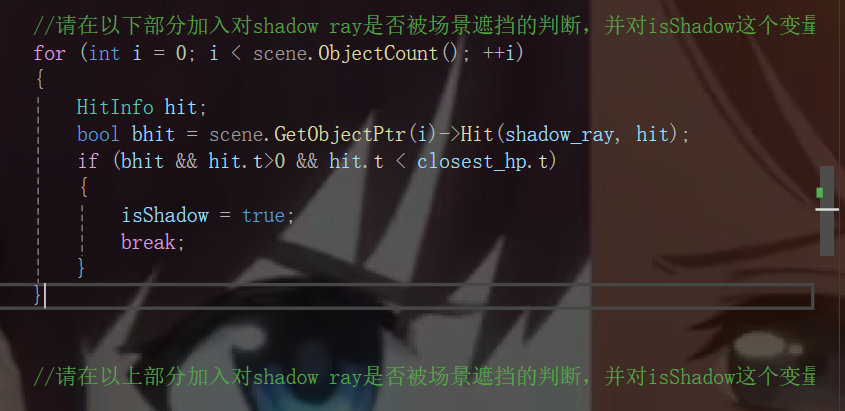 //请在以下部分加入对shadow ray是否被场景遮挡的判断，并对isShadow这个变量
for (int i = 0; i < scene.ObjectCount(); ++i)
{
HitInfo hit;
bool bhit = scene.GetObjectPtr(i)->Hit(shadow_ray, hit);
if (bhit && hit.t>0 && hit.t < closest_hp.t)
{
isShadow = true;
break;
}
}
//请在以上部分加入对shadow ray是否被场景遮挡的判断，并对isShadow这个变量